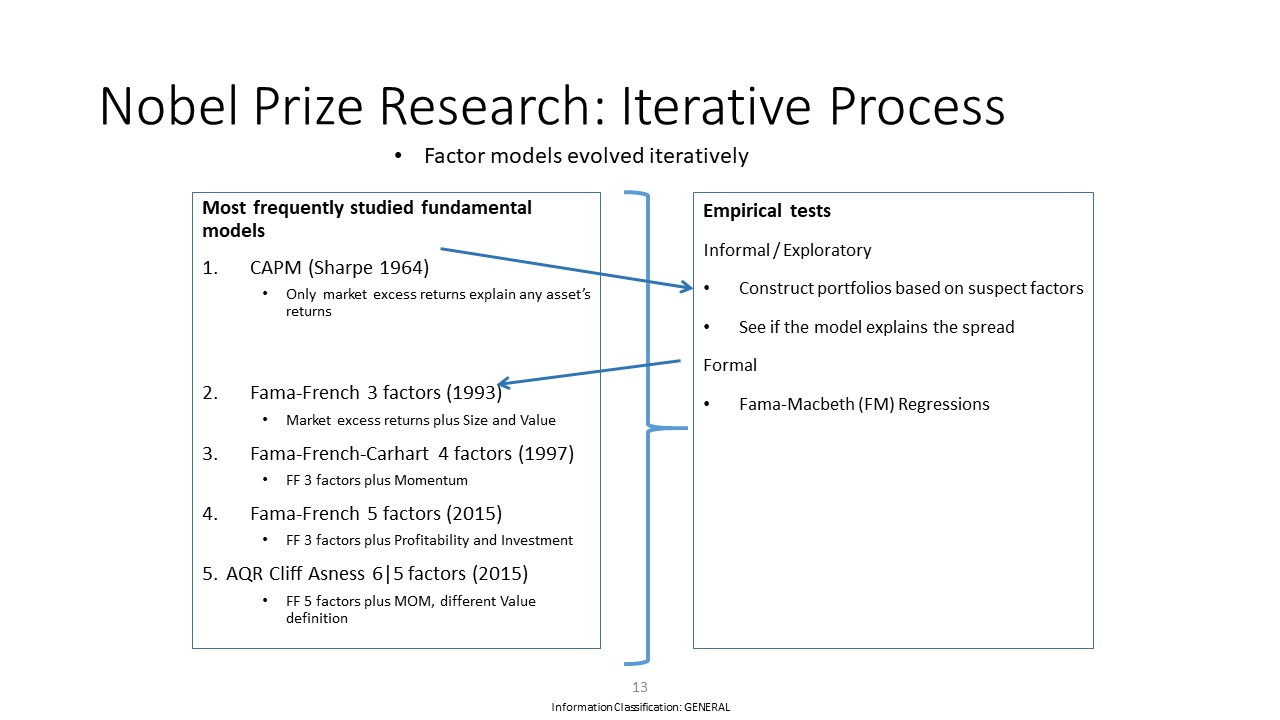 Nobel Prize Research: Iterative Process
• Factor models evolved iteratively
Most frequently studied fundamental
models
1. CAPM (Sharpe 1964)
• Only market excess returns explain any asset’s
returns
2. Fama-French 3 factors (1993)
• Market excess returns plus Size and Value
3. Fama-French-Carhart 4 factors (1997)
• FF 3 factors plus Momentum
4. Fama-French 5 factors (2015)
• FF 3 factors plus Profitability and Investment
5. AQR Cliff Asness 6|5 factors (2015)
• FF 5 factors plus MOM, different Value
definition
Empirical tests
Informal / Exploratory
• Construct portfolios based on suspect factors
• See if the model explains the spread
Formal
• Fama-Macbeth (FM) Regressions
13
Information Classification: GENERAL